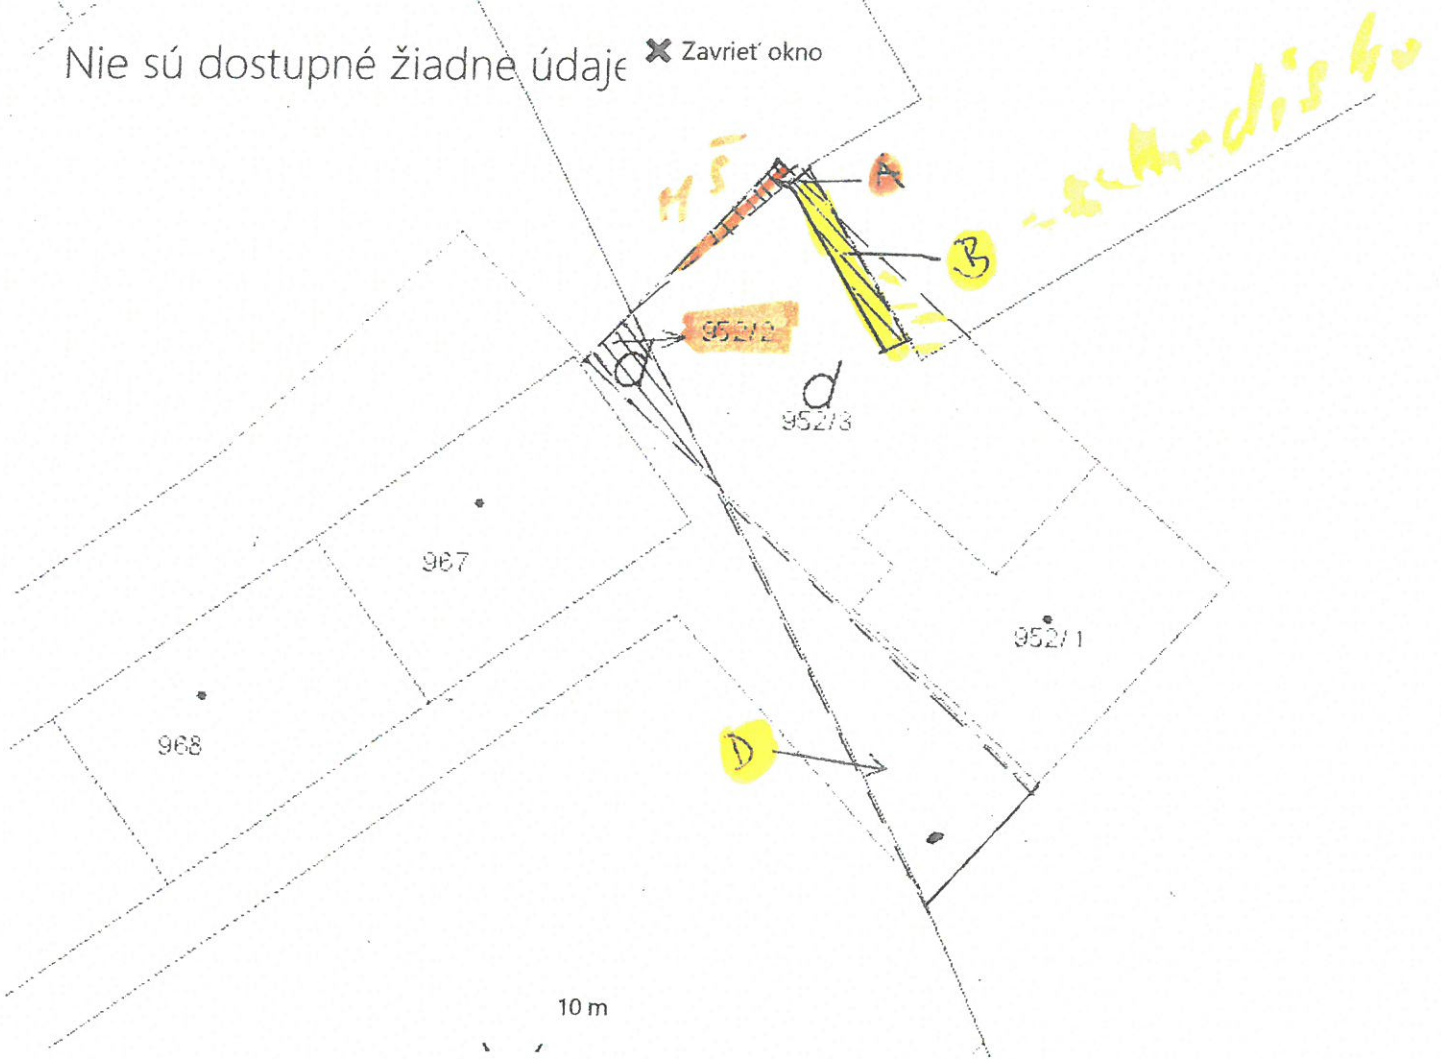 Nie sú dostupné žiadne údaje
Zavrieť okno
HŠ
A
B
952/2
d
952/3
967
952/1
968
D
10 m